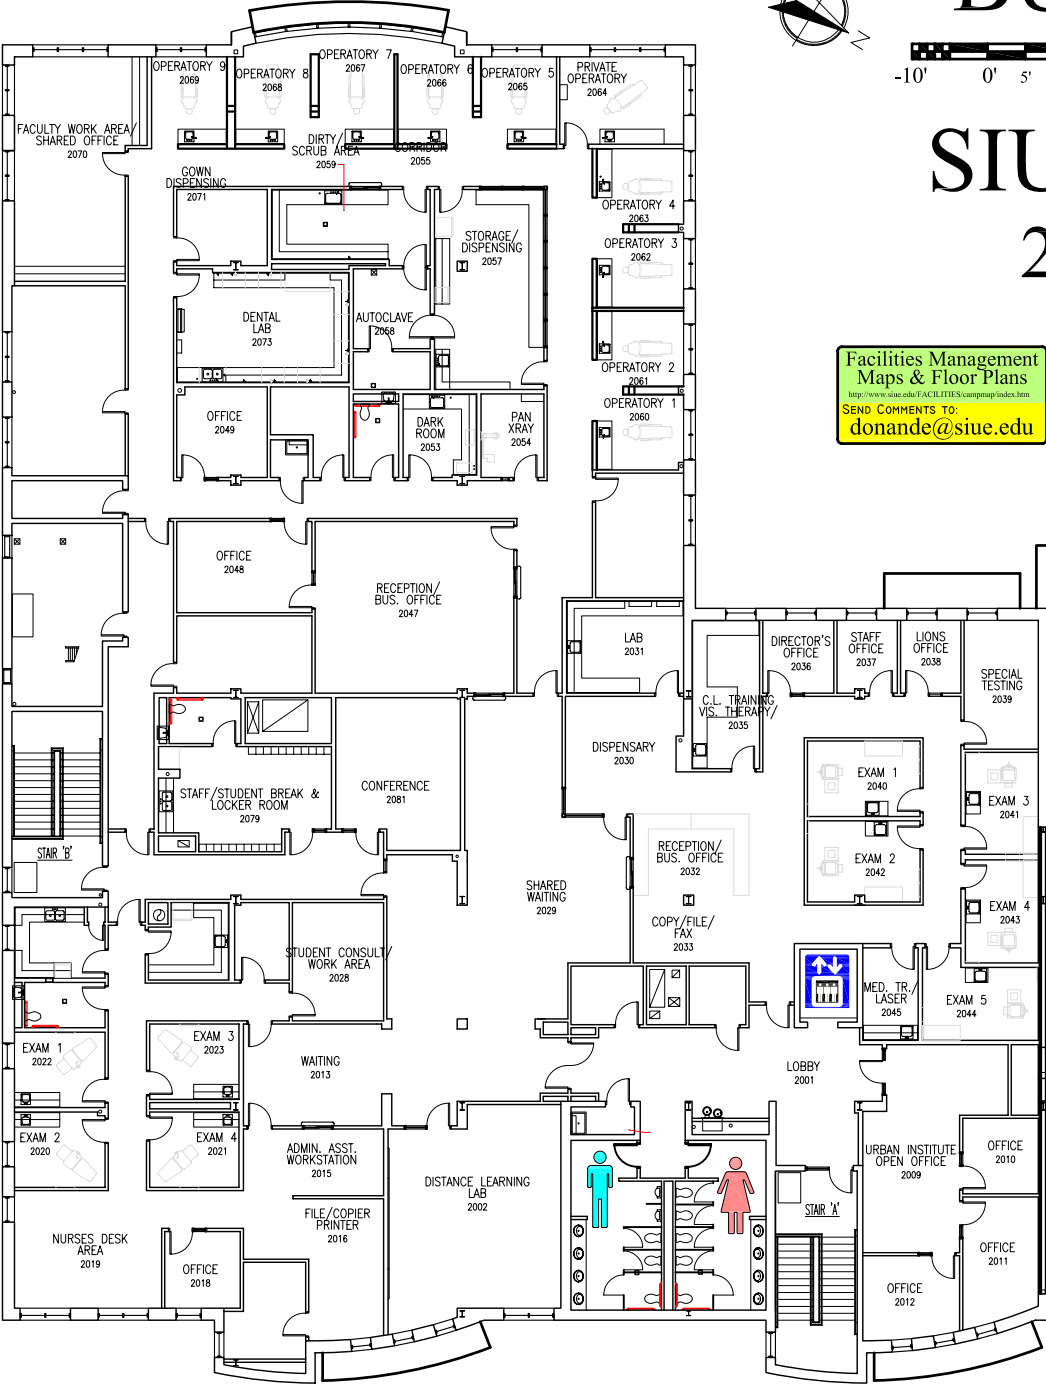 -10' 0' 5'
SIU
2
Facilities Management
Maps & Floor Plans
http://www.siue.edu/FACILITIES/campmap/index.htm
SEND COMMENTS TO:
donande@siue.edu
Z
OPERATORY 9
2069
OPERATORY 8
2068
OPERATORY 7
2067
OPERATORY 6
2066
OPERATORY 5
2065
PRIVATE
OPERATORY
2064
FACULTY WORK AREA/
SHARED OFFICE
2070
DIRTY/
SCRUB AREA
2059
CORRIDOR
2055
GOWN
DISPENSING
2071
OPERATORY 4
2063
STORAGE/
DISPENSING
2057
OPERATORY 3
2062
DENTAL
LAB
2073
AUTOCLAVE
2058
OPERATORY 2
2061
OPERATORY 1
2060
OFFICE
2049
DARK
ROOM
2053
PAN
XRAY
2054
OFFICE
2048
RECEPTION/
BUS. OFFICE
2047
LAB
2031
DIRECTOR'S
OFFICE
2036
STAFF
OFFICE
2037
LIONS
OFFICE
2038
SPECIAL
TESTING
2039
C.L. TRAINING
VIS. THERAPY/
2035
DISPENSARY
2030
STAFF/STUDENT BREAK &
LOCKER ROOM
2079
CONFERENCE
2081
EXAM 1
2040
EXAM 3
2041
STAIR 'B'
RECEPTION/
BUS. OFFICE
2032
EXAM 2
2042
SHARED
WAITING
2029
COPY/FILE/
FAX
2033
EXAM 4
2043
STUDENT CONSULT/
WORK AREA
2028
MED. TR./
LASER
2045
EXAM 5
2044
EXAM 1
2022
EXAM 3
2023
WAITING
2013
LOBBY
2001
EXAM 2
2020
EXAM 4
2021
ADMIN. ASST.
WORKSTATION
2015
DISTANCE LEARNING
LAB
2002
URBAN INSTITUTE
OPEN OFFICE
2009
OFFICE
2010
FILE/COPIER
PRINTER
2016
STAIR 'A'
NURSES DESK
AREA
2019
OFFICE
2018
OFFICE
2011
OFFICE
2012